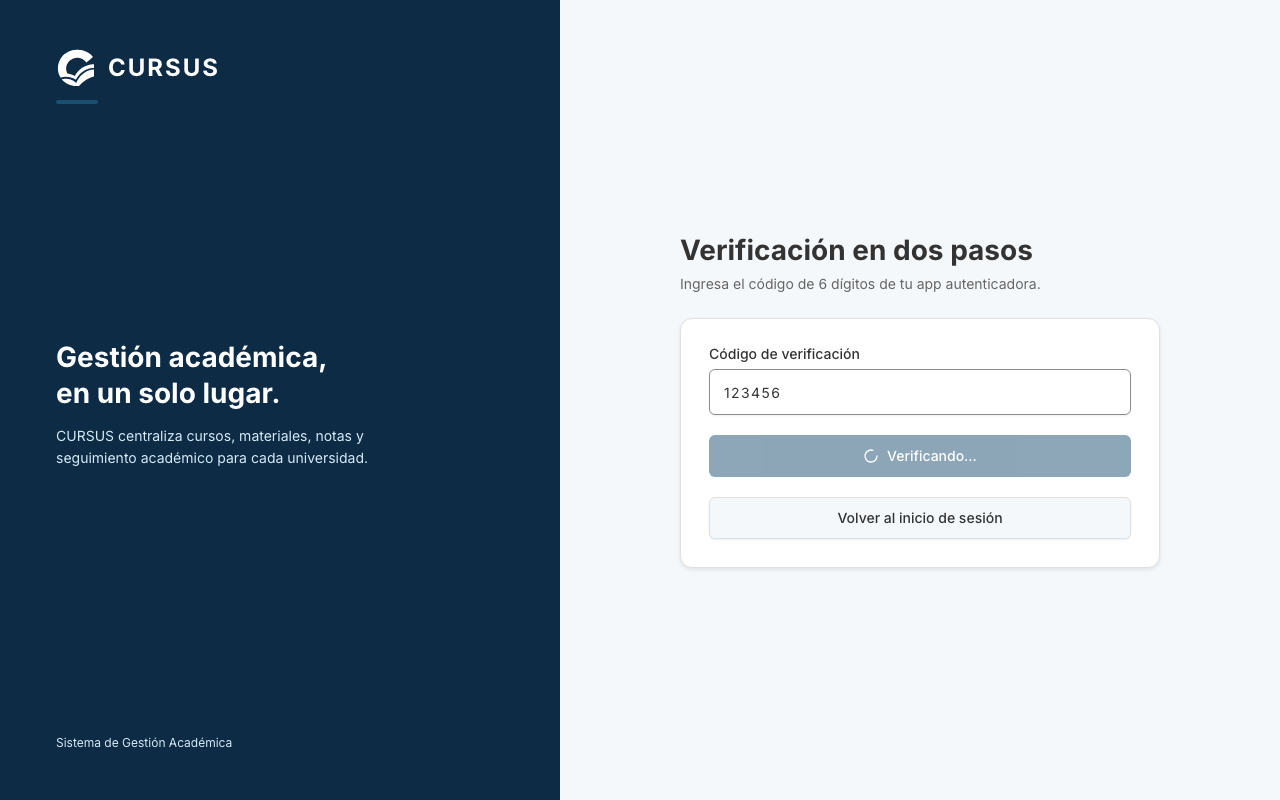 CURSUS
Gestión académica,
en un solo lugar.
CURSUS centraliza cursos, materiales, notas y
seguimiento académico para cada universidad.
Sistema de Gestión Académica
Verificación en dos pasos
Ingresa el código de 6 dígitos de tu app autenticadora.
Código de verificación
123456
Verificando...
Volver al inicio de sesión